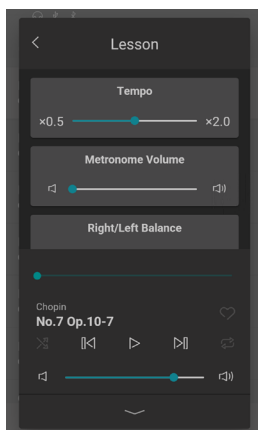 Lesson
Tempo
×0.5 ×2.0
Metronome Volume
Right/Left Balance
Chopin
No.7 Op.10-7